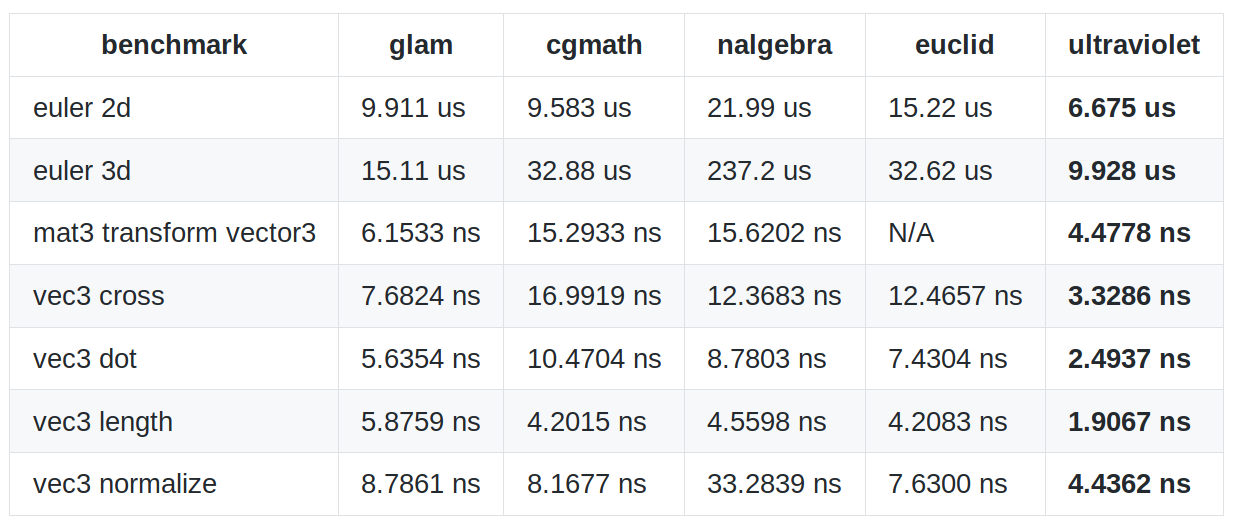 benchmark glam cgmath nalgebra euclid ultraviolet
euler 2d 9.911 us 9.583 us 21.99 us 15.22 us 6.675 us
euler 3d 15.11 us 32.88 us 237.2 us 32.62 us 9.928 us
mat3 transform vector3 6.1533 ns 15.2933 ns 15.6202 ns N/A 4.4778 ns
vec3 cross 7.6824 ns 16.9919 ns 12.3683 ns 12.4657 ns 3.3286 ns
vec3 dot 5.6354 ns 10.4704 ns 8.7803 ns 7.4304 ns 2.4937 ns
vec3 length 5.8759 ns 4.2015 ns 4.5598 ns 4.2083 ns 1.9067 ns
vec3 normalize 8.7861 ns 8.1677 ns 33.2839 ns 7.6300 ns 4.4362 ns